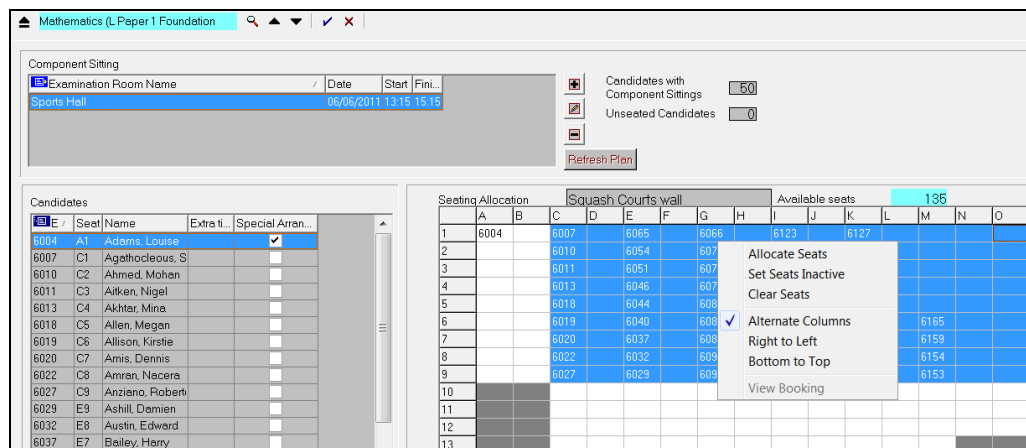 Mathematics (L Paper 1 Foundation
Component Sitting
Examination Room Name / Date Start Fini...
Sports Hall 06/06/2011 13:15 15:15
Candidates with
Component Sittings 50
Unseated Candidates 0
Refresh Plan
Candidates
E / Seat Name Extra ti... Special Arran...
6004 A1 Adams, Louise
6007 C1 Agathocleous, S
6010 C2 Ahmed, Mohan
6011 C3 Aitken, Nigel
6013 C4 Akhtar, Mina
6018 C5 Allen, Megan
6019 C6 Allison, Kirstie
6020 C7 Amis, Dennis
6022 C8 Amran, Nacera
6027 C9 Anziano, Robert
6029 E9 Ashill, Damien
6032 E8 Austin, Edward
6037 E7 Bailey, Harry
Seating Allocation Squash Courts wall Available seats 135
A B C D E F G H I J K L M N O
1 6004 6007 6065 6066 6123 6127
2 6010 6054 607
3 6011 6051 607
4 6013 6046 607
5 6018 6044 608
6 6019 6040 608 6165
7 6020 6037 608 6159
8 6022 6032 609 6154
9 6027 6029 609 6153
10
11
12
13
Allocate Seats
Set Seats Inactive
Clear Seats
Alternate Columns
Right to Left
Bottom to Top
View Booking